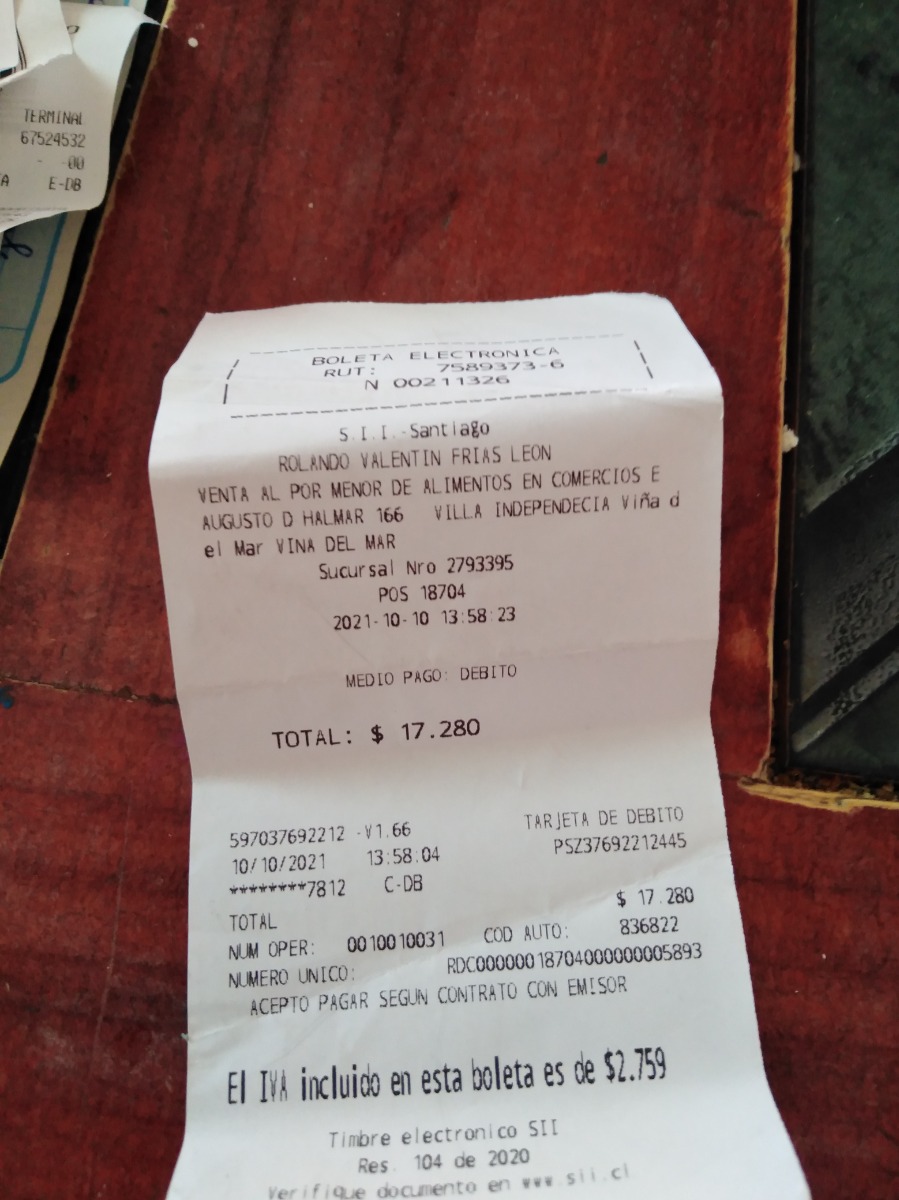 TERMINAL
67524532
- -00
A E-DB
BOLETA ELECTRONICA
RUT: 7589373-6
N 00211326
S.I.I.-Santiago
ROLANDO VALENTIN FRIAS LEON
VENTA AL POR MENOR DE ALIMENTOS EN COMERCIOS E
AUGUSTO D HALMAR 166 VILLA INDEPENDECIA Viña d
el Mar VINA DEL MAR
Sucursal Nro 2793395
POS 18704
2021-10-10 13:58:23
MEDIO PAGO: DEBITO
TOTAL: $ 17.280
597037692212 -V1.66 TARJETA DE DEBITO
10/10/2021 13:58:04 PSZ37692212445
********7812 C-DB
TOTAL $ 17.280
NUM OPER: 0010010031 COD AUTO: 836822
NUMERO UNICO: RDC000000187040000000005893
ACEPTO PAGAR SEGUN CONTRATO CON EMISOR
El IVA incluido en esta boleta es de $2.759
Timbre electronico SII
Res. 104 de 2020
Verifique documento en www.sii.cl